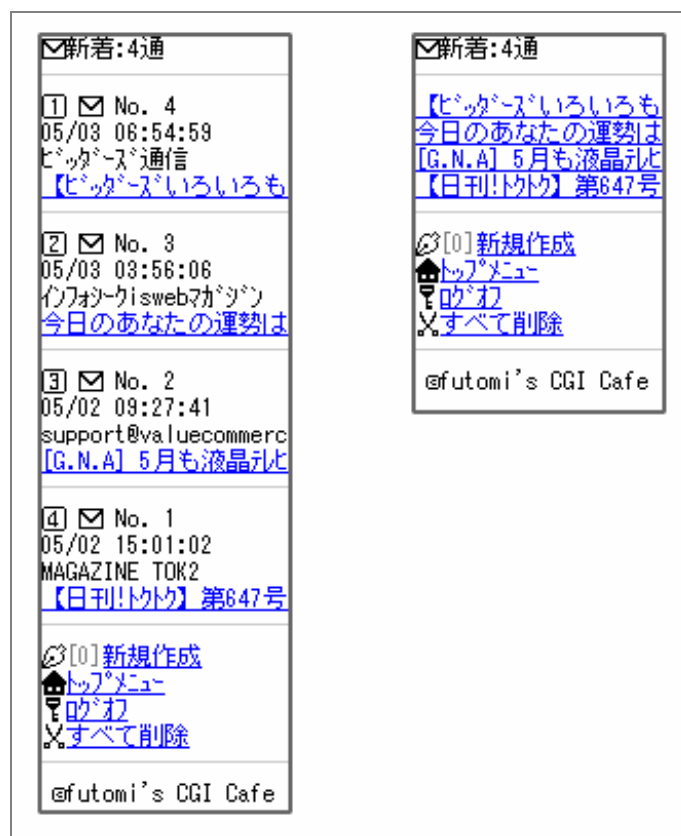 新着:4通
1 No. 4
05/03 06:54:59
ﾋﾞｯﾀﾞｰｽﾞ通信
【ﾋﾞｯﾀﾞｰｽﾞいろいろも
2 No. 3
05/03 03:56:06
ｲﾝﾌｫｼｰｸiswebﾏｶﾞｼﾞﾝ
今日のあなたの運勢は
3 No. 2
05/02 09:27:41
support@valuecommerc
[G.N.A] 5月も液晶ﾃﾚﾋ
4 No. 1
05/02 15:01:02
MAGAZINE TOK2
【日刊!ﾄｸﾄｸ】第647号
[0]新規作成
ﾄｯﾌﾟﾒﾆｭｰ
ﾛｸﾞｵﾌ
すべて削除
©futomi's CGI Cafe
新着:4通
【ﾋﾞｯﾀﾞｰｽﾞいろいろも
今日のあなたの運勢は
[G.N.A] 5月も液晶ﾃﾚﾋ
【日刊!ﾄｸﾄｸ】第647号
[0]新規作成
ﾄｯﾌﾟﾒﾆｭｰ
ﾛｸﾞｵﾌ
すべて削除
©futomi's CGI Cafe